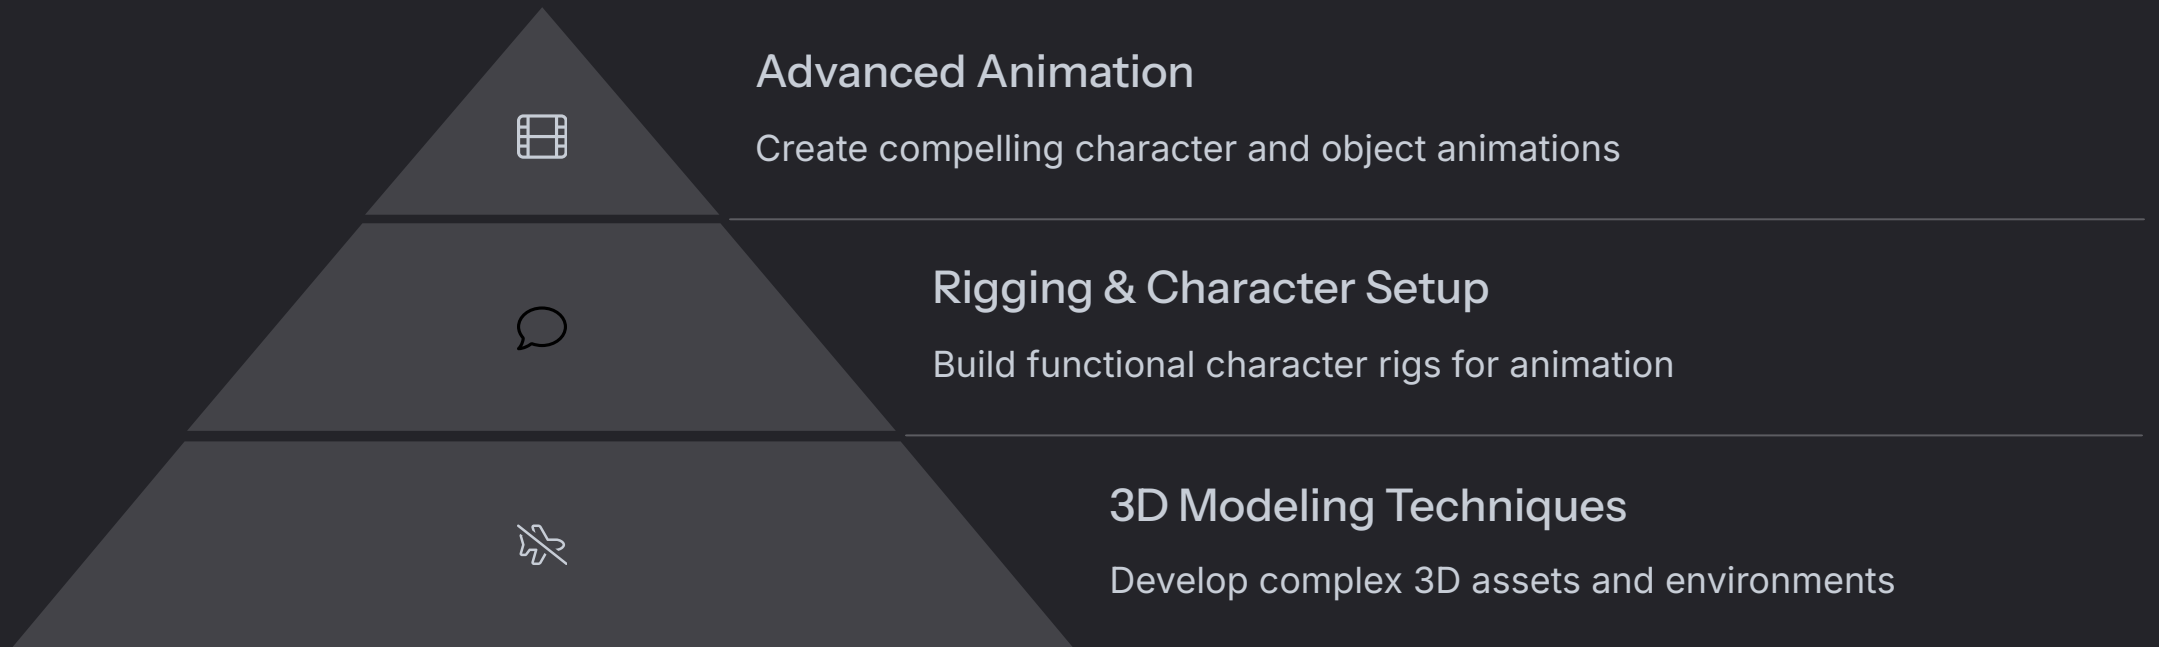 Advanced Animation
Create compelling character and object animations
Rigging & Character Setup
Build functional character rigs for animation
3D Modeling Techniques
Develop complex 3D assets and environments